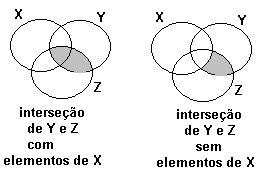 X
Y
Z
interseção
de Y e Z
com
elementos de X
X
Y
Z
interseção
de Y e Z
sem
elementos de X